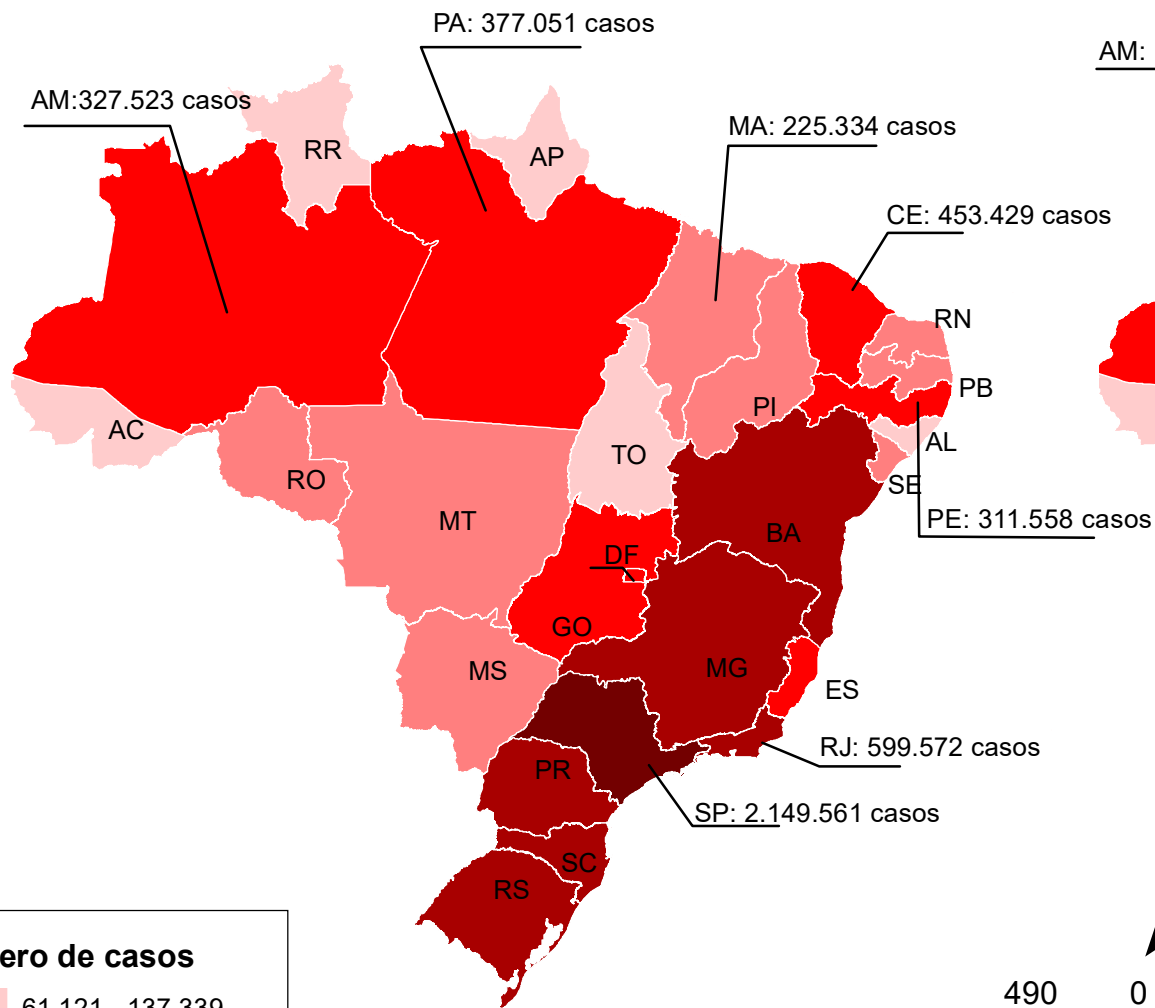 PA: 377.051 casos
AM:
AM:327.523 casos
MA: 225.334 casos
RR
AP
CE: 453.429 casos
RN
PB
PI
AC
AL
TO
RO
SE
MT
PE: 311.558 casos
BA
DF
GO
MG
MS
ES
RJ: 599.572 casos
PR
SP: 2.149.561 casos
SC
RS
ero de casos
490 0